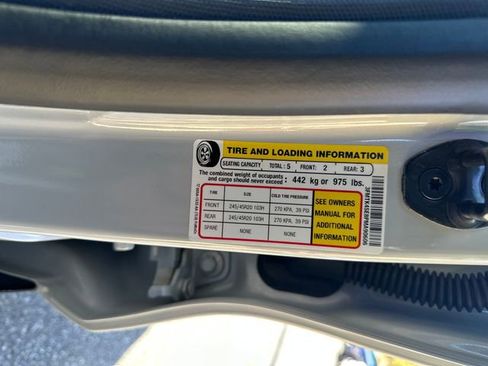 TIRE AND LOADING INFORMATION
SEATING CAPACITY TOTAL: 5 FRONT: 2 REAR: 3
The combined weight of occupants
and cargo should never exceed: 442 kg or 975 lbs.
TIRE SIZE COLD TIRE PRESSURE
FRONT 245/45R20 103H 270 KPA, 39 PSI
REAR 245/45R20 103H 270 KPA, 39 PSI
SPARE NONE NONE
SEE OWNERS
MANUAL FOR
ADDITIONAL
INFORMATION